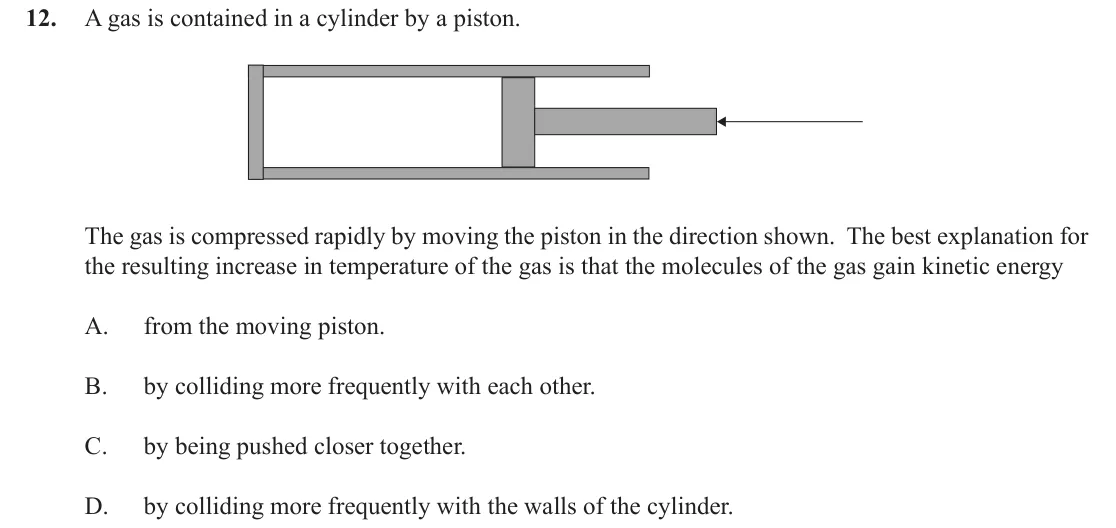 12. A gas is contained in a cylinder by a piston.
The gas is compressed rapidly by moving the piston in the direction shown. The best explanation for
the resulting increase in temperature of the gas is that the molecules of the gas gain kinetic energy
A. from the moving piston.
B. by colliding more frequently with each other.
C. by being pushed closer together.
D. by colliding more frequently with the walls of the cylinder.